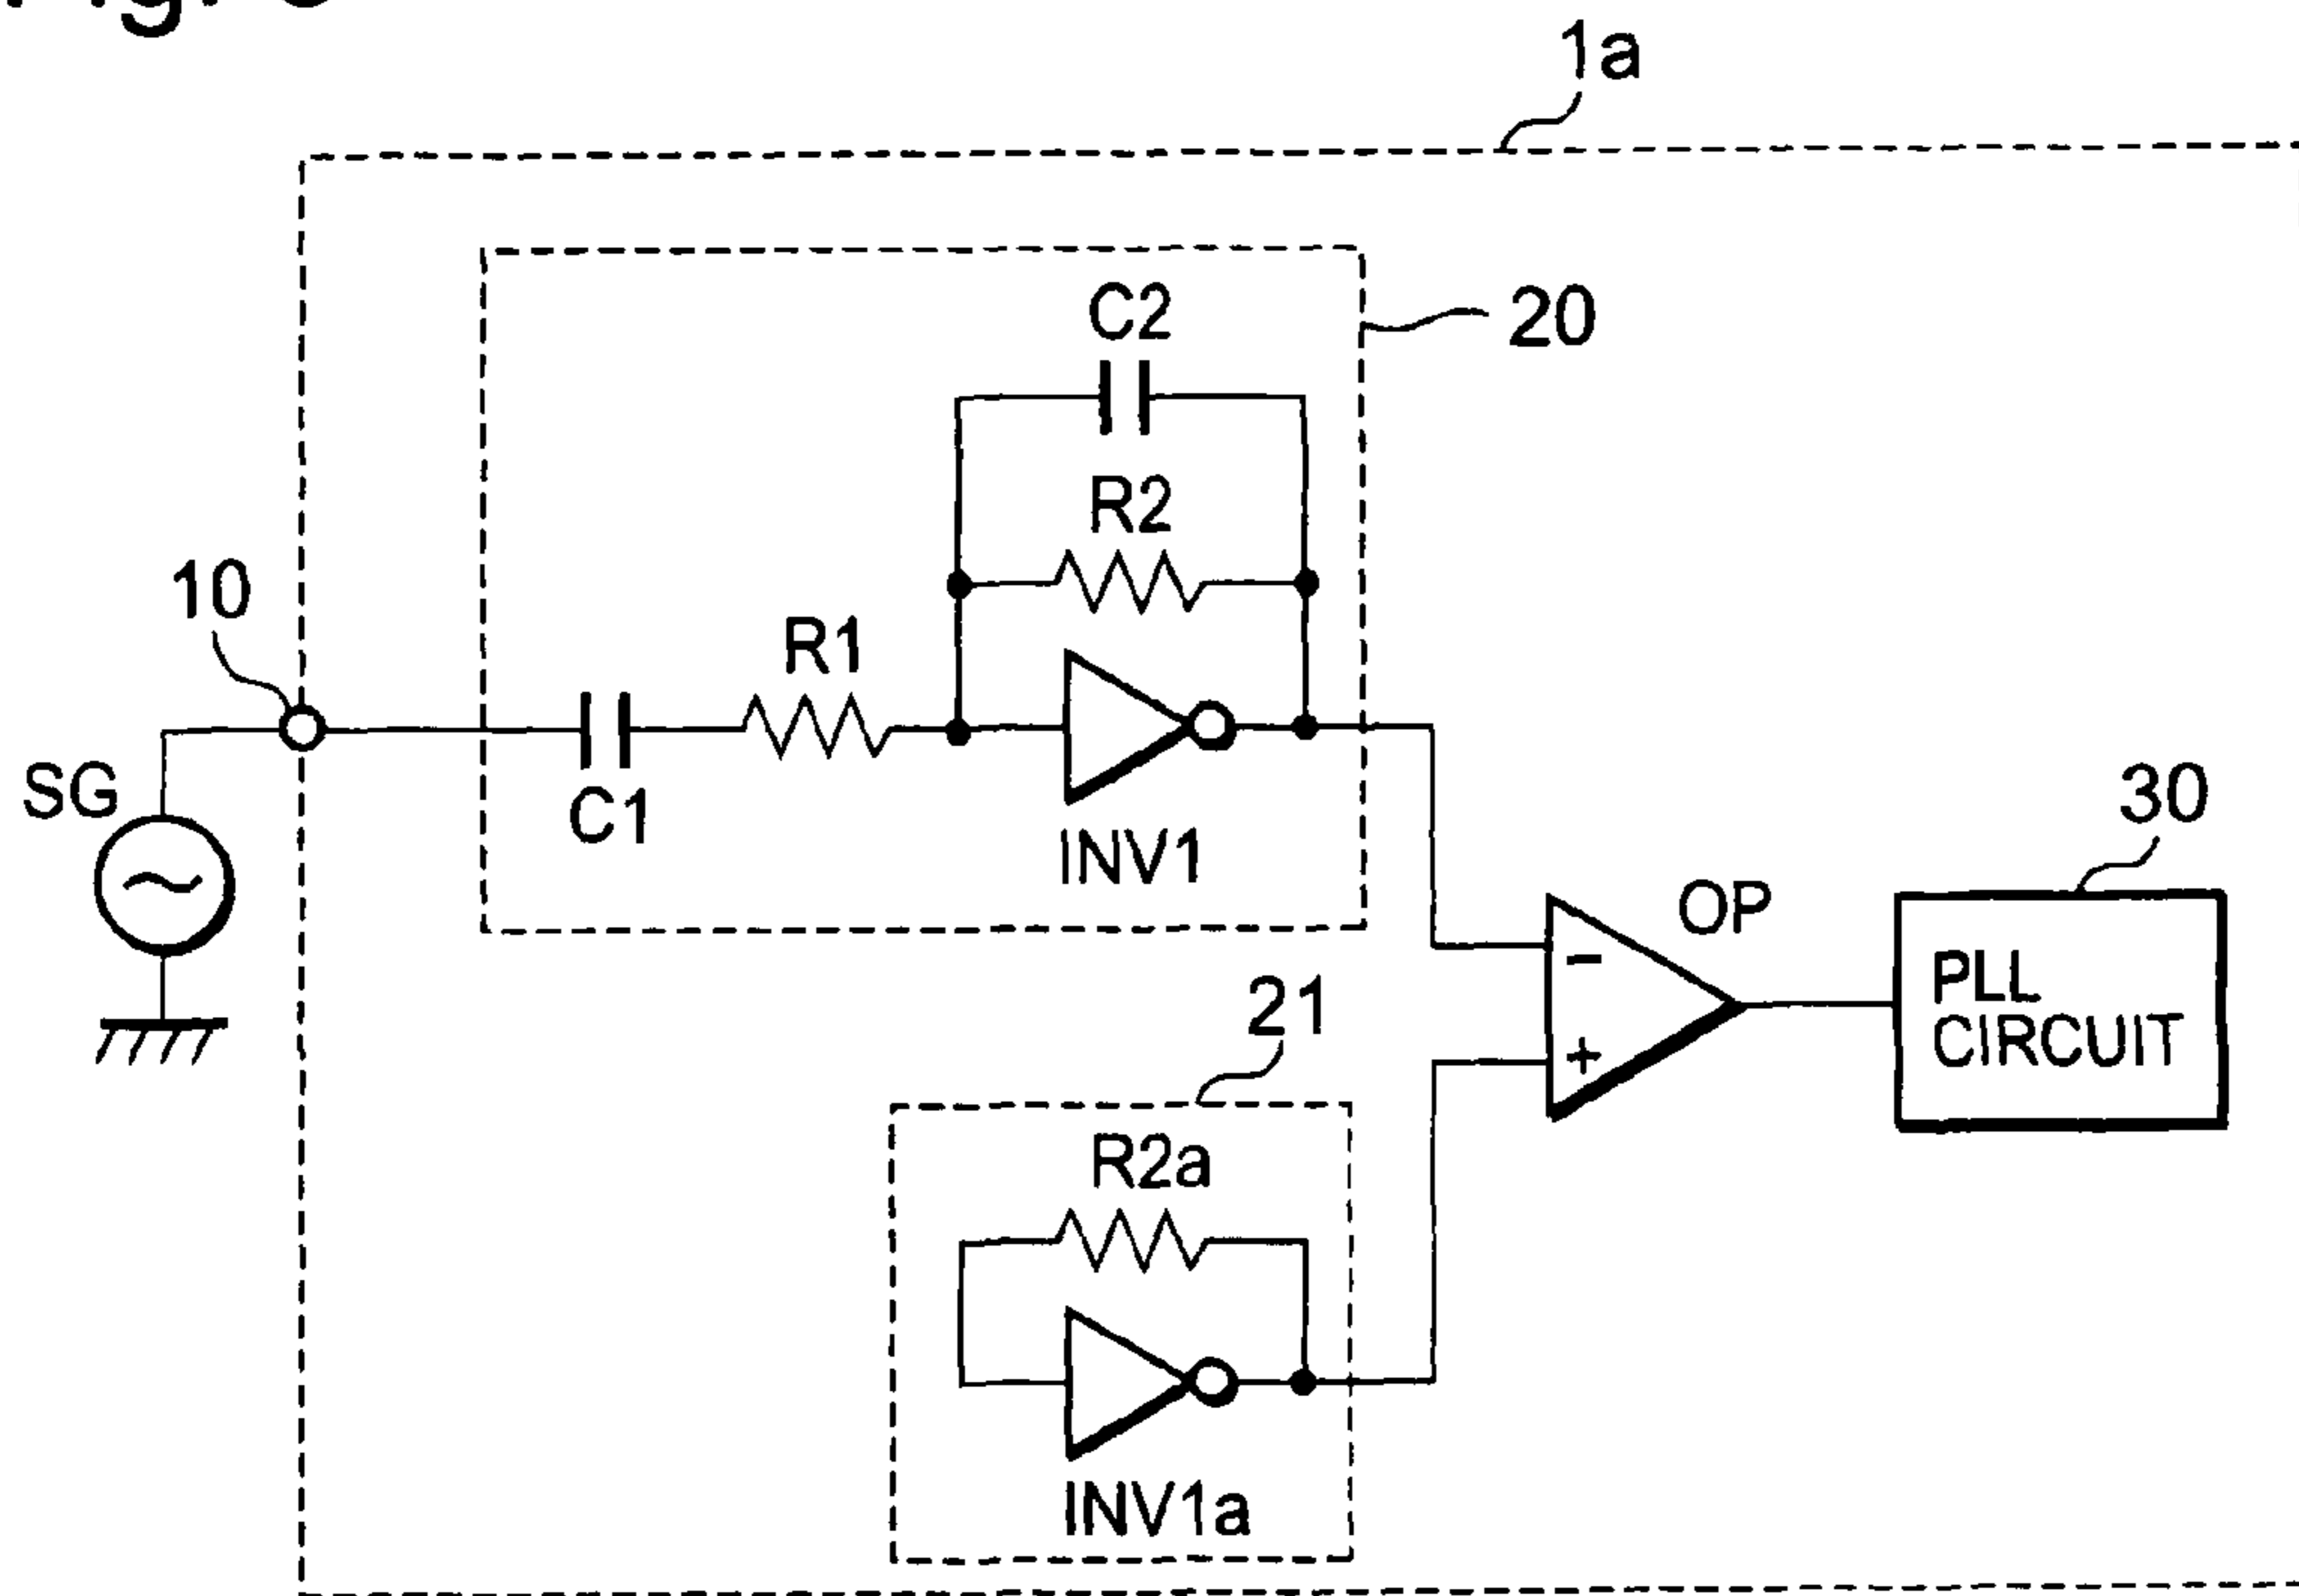 1a
C2
20
R2
10
R1
SG
C1
INV1
30
OP
-
PLL
CIRCUIT
+
21
R2a
INV1a